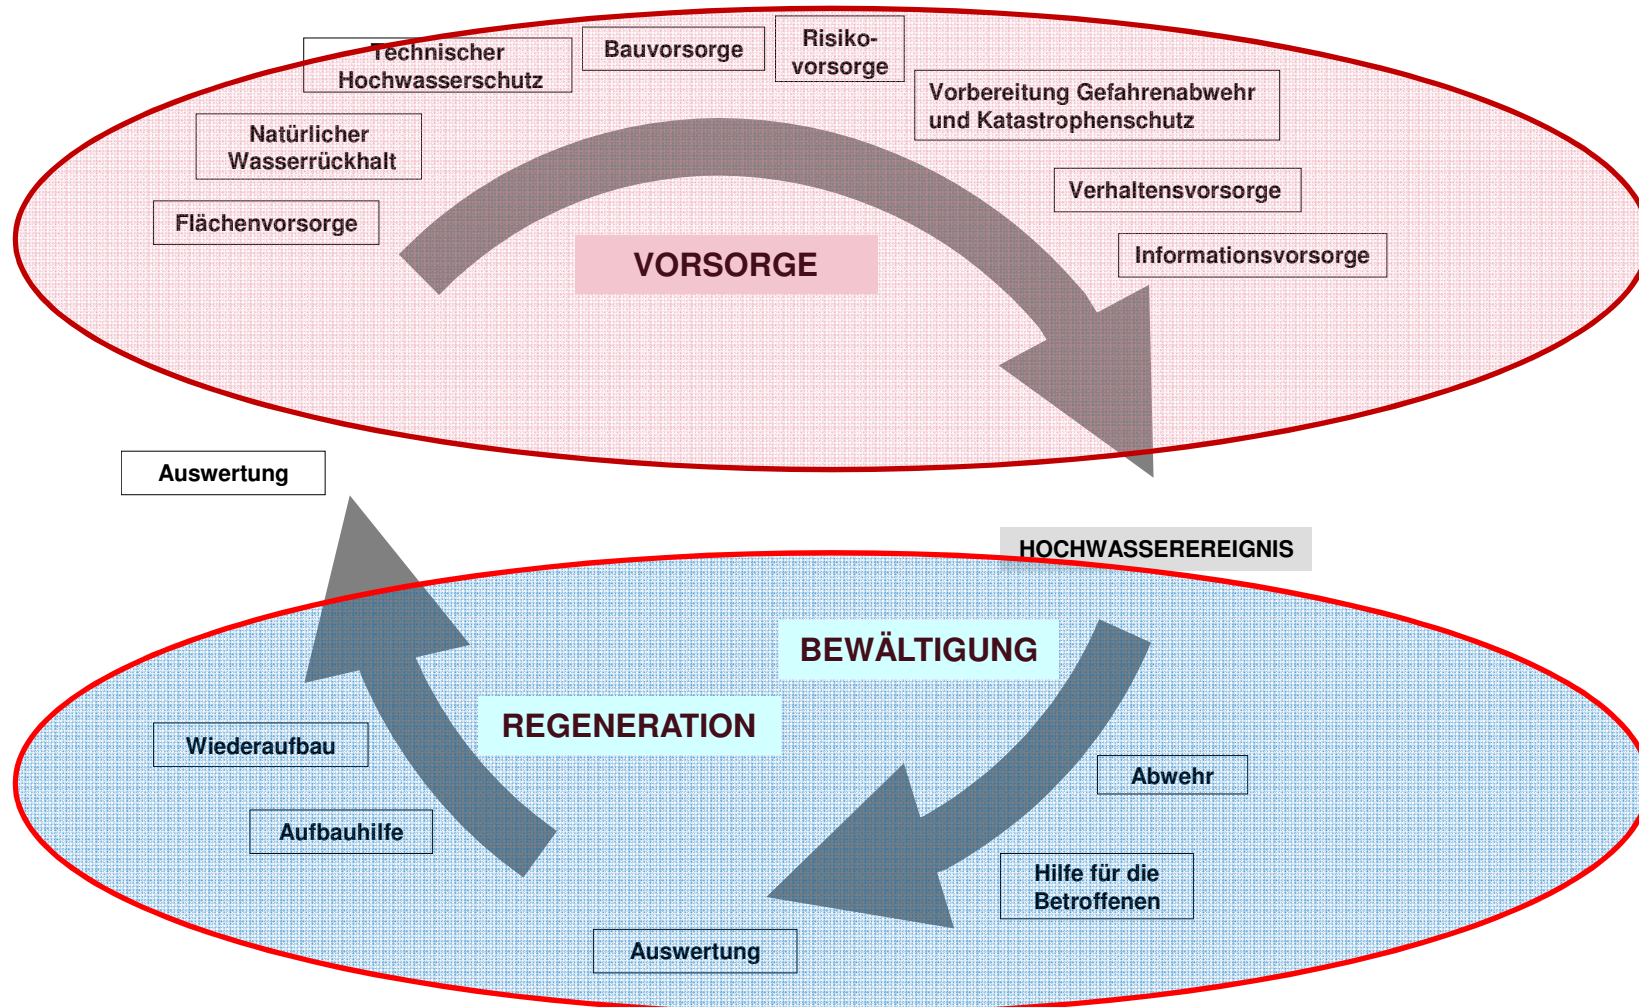 Technischer
Hochwasserschutz
Bauvorsorge
Risiko-
vorsorge
Vorbereitung Gefahrenabwehr
und Katastrophenschutz
Natürlicher
Wasserrückhalt
Verhaltensvorsorge
Flächenvorsorge
Informationsvorsorge
VORSORGE
Auswertung
HOCHWASSEREREIGNIS
BEWÄLTIGUNG
REGENERATION
Wiederaufbau
Abwehr
Aufbauhilfe
Hilfe für die
Betroffenen
Auswertung